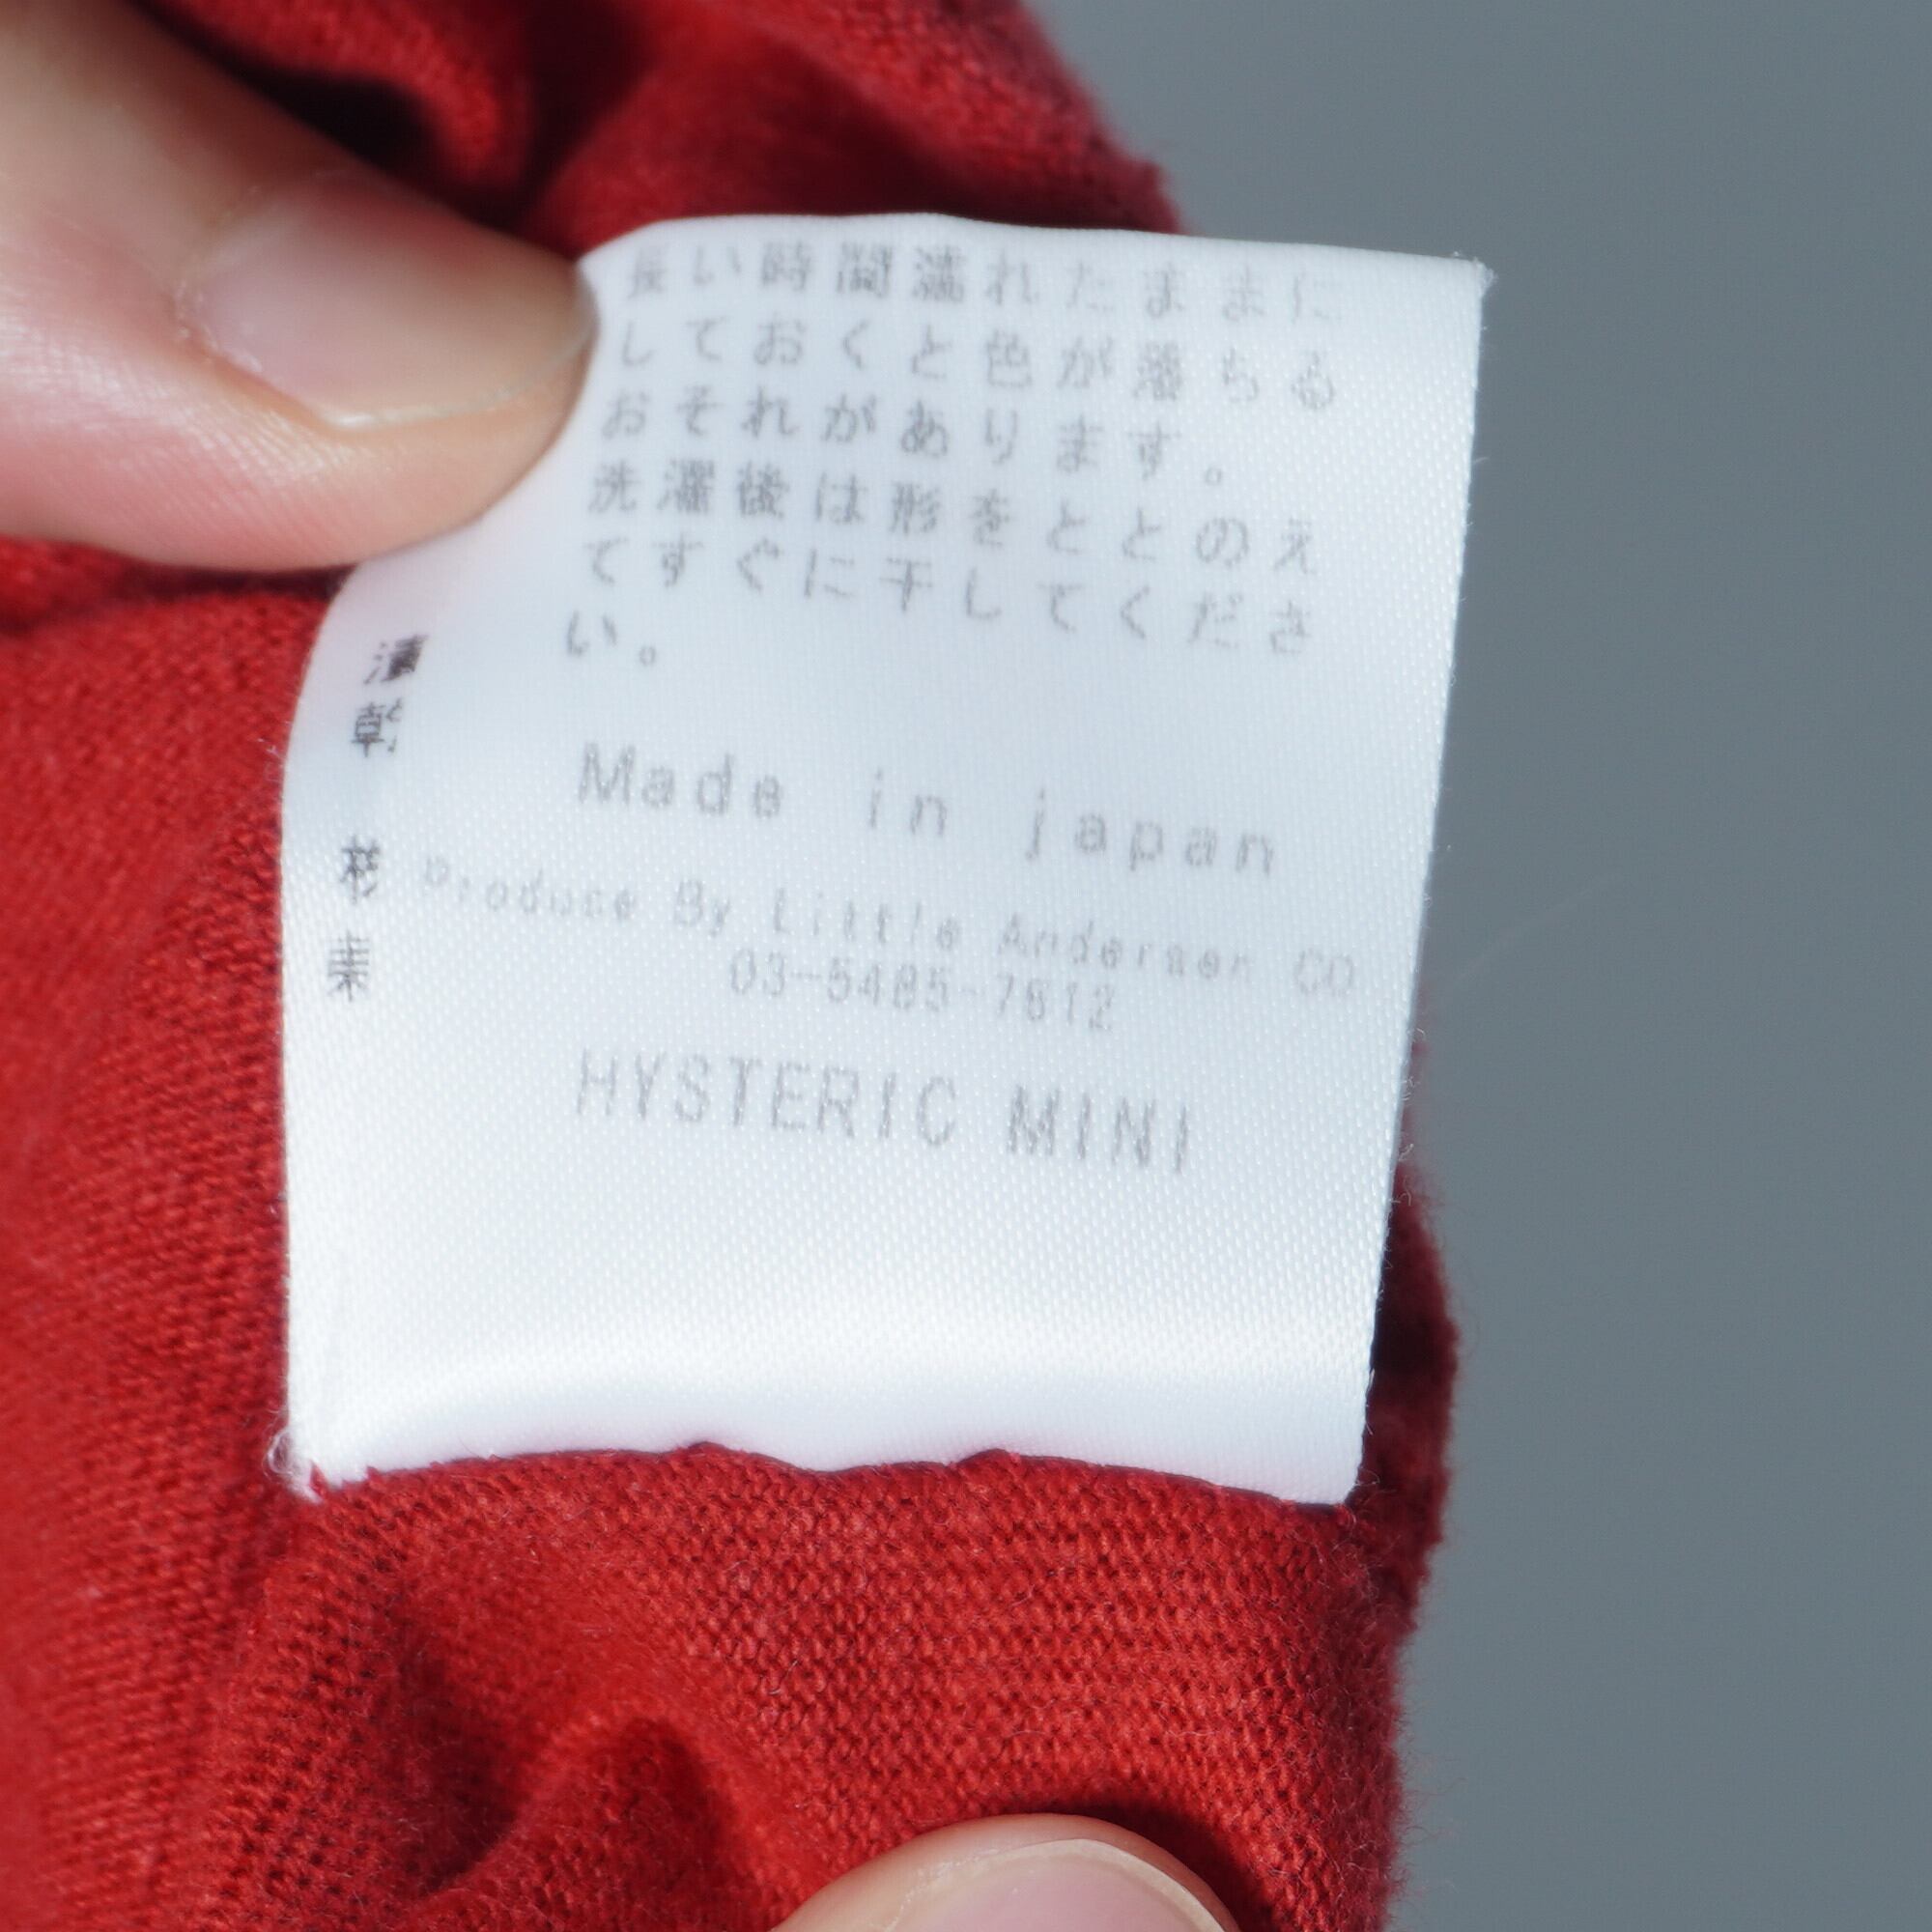 長い時間濡れたままに
しておくと色が落ちる
おそれがあります。
洗濯後は形をととのえ
てすぐに干してくださ
い。
Made in japan
Produce By Little Andersen CO
03-5485-7612
HYSTERIC MINI
乾
素